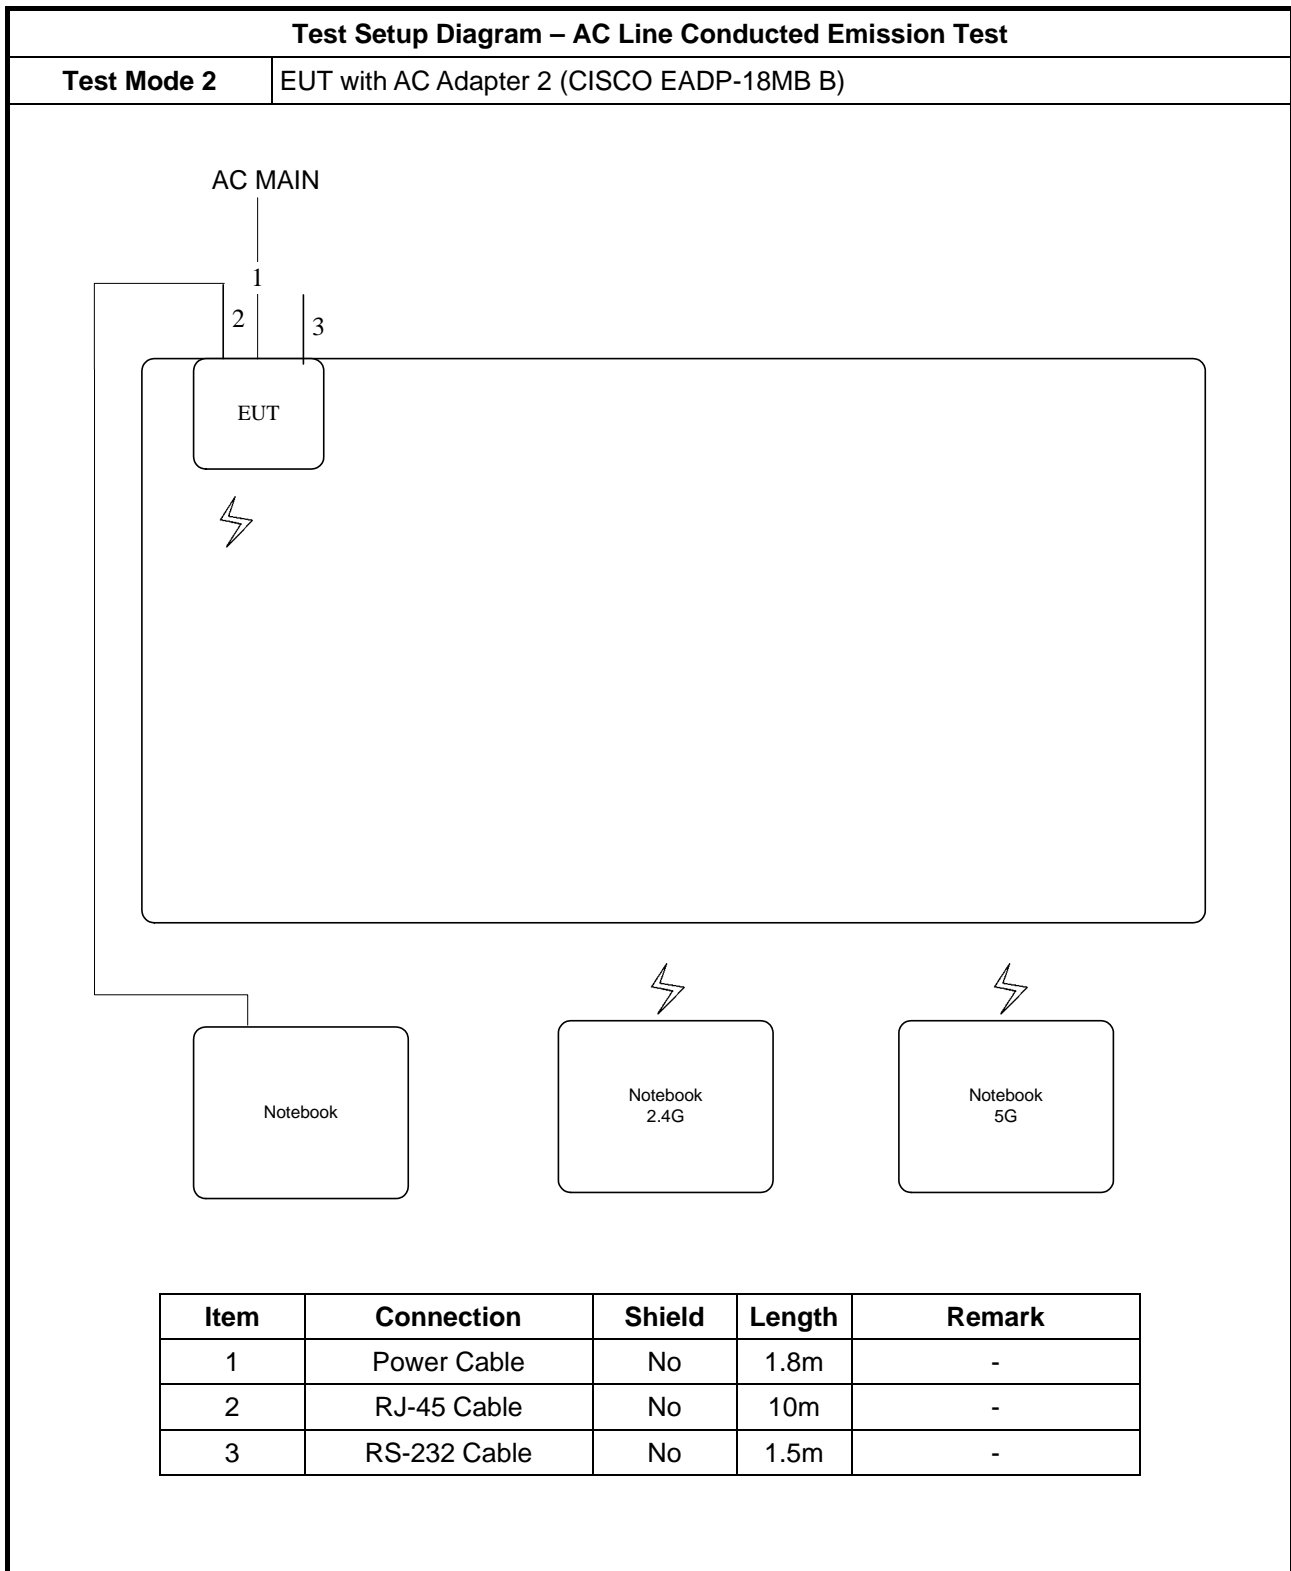 Test Setup Diagram – AC Line Conducted Emission Test
Test Mode 2 EUT with AC Adapter 2 (CISCO EADP-18MB B)
AC MAIN
1
2
3
EUT
Notebook
Notebook
2.4G
Notebook
5G
Item Connection Shield Length Remark
1 Power Cable No 1.8m -
2 RJ-45 Cable No 10m -
3 RS-232 Cable No 1.5m -